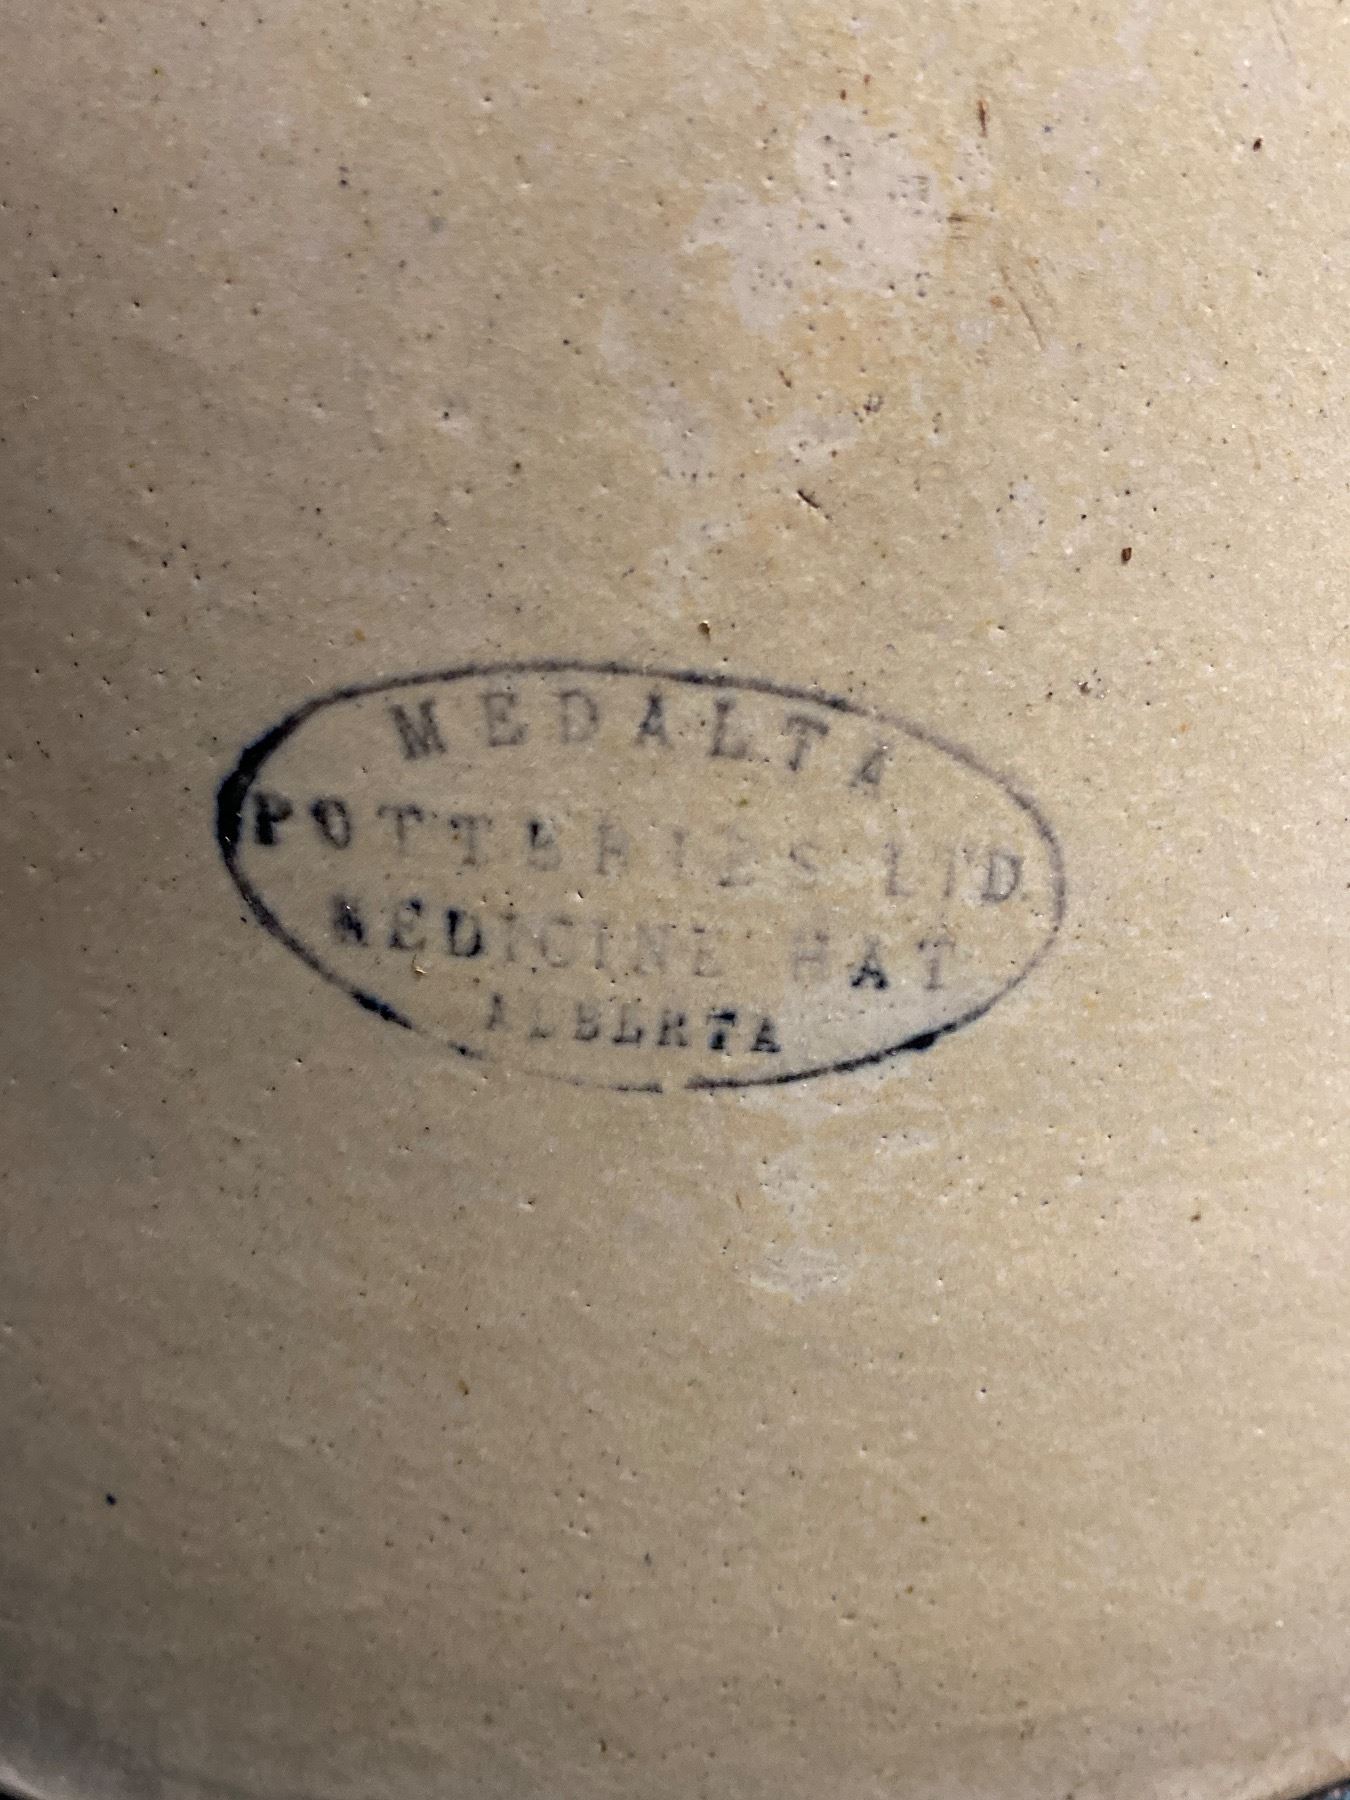 MEDALTA
POTTERIES LTD.
MEDICINE HAT
ALBERTA